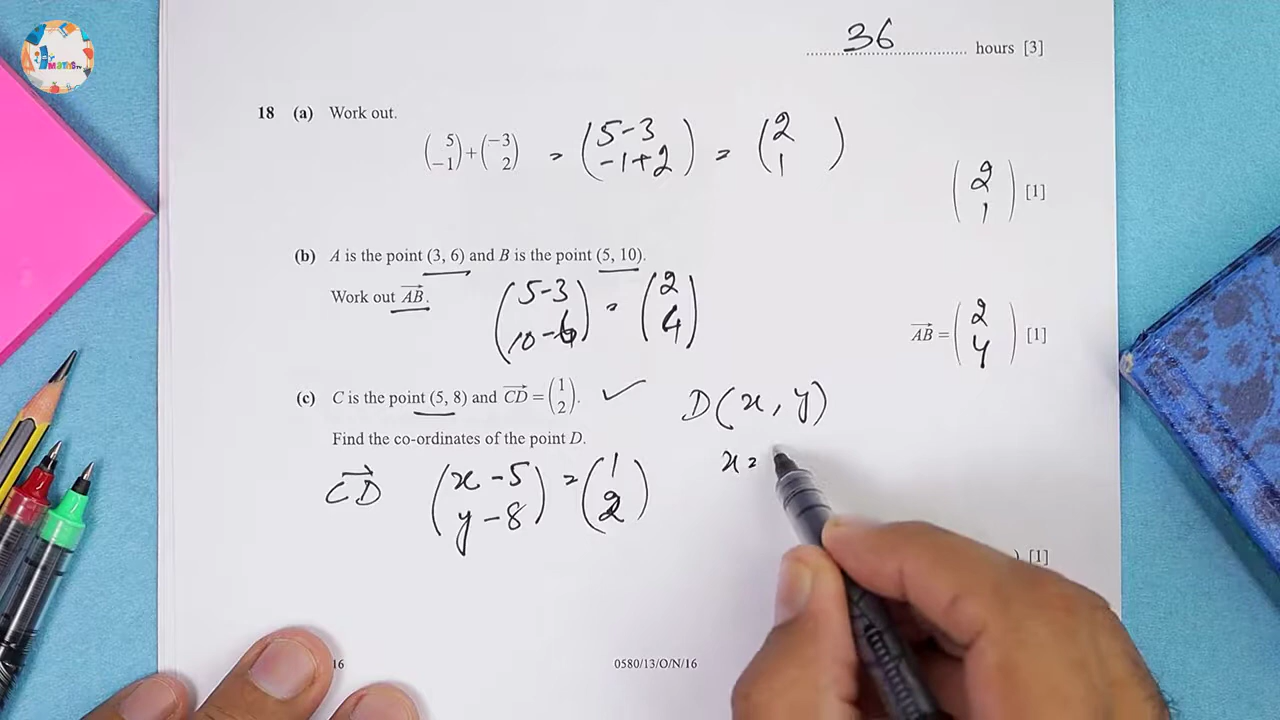 36 hours [3]
18 (a) Work out.
(5 -1) + (-3 2) = (5-3 -1+2) = (2 1)
(2 1) [1]
(b) A is the point (3, 6) and B is the point (5, 10).
Work out AB. (5-3 10-6) = (2 4)
AB = (2 4) [1]
(c) C is the point (5, 8) and CD = (1 2). ✓ D(x, y)
Find the co-ordinates of the point D.
CD (x-5 y-8) = (1 2) x =
) [1]
16 0580/13/O/N/16